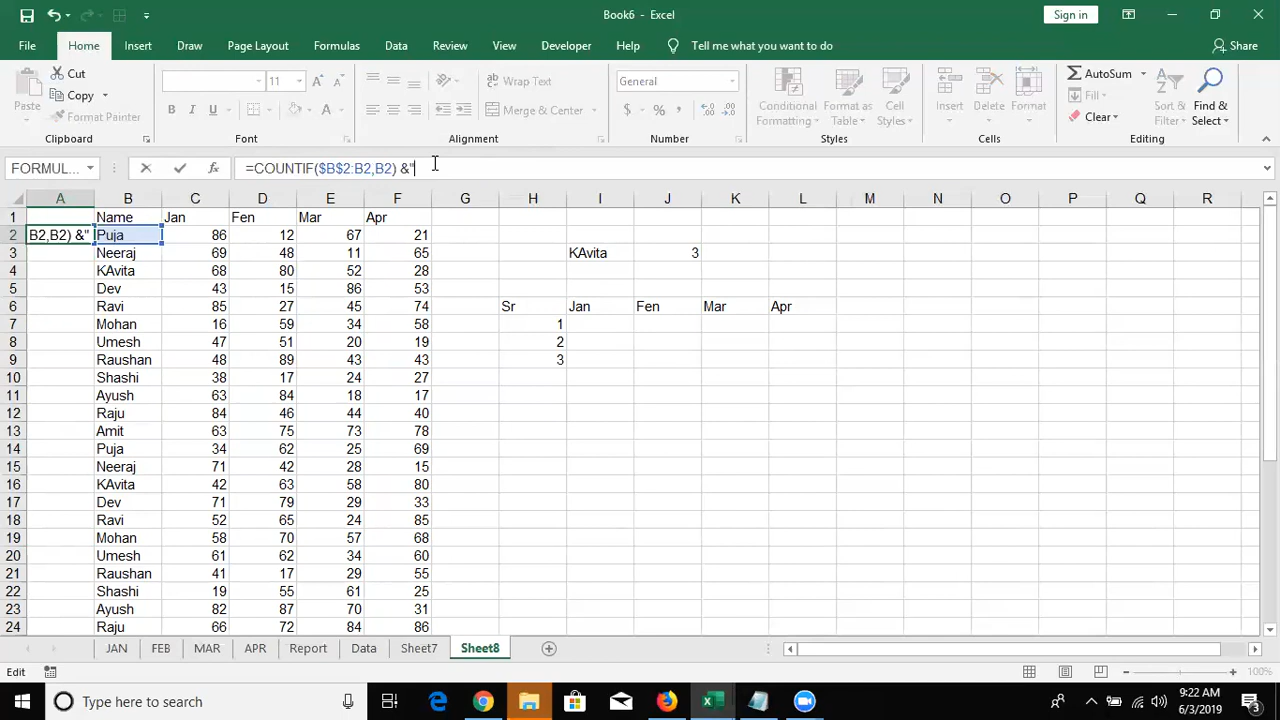 Book6 - Excel
Sign in
File Home Insert Draw Page Layout Formulas Data Review View Developer Help Tell me what you want to do Share
Cut
Copy
Format Painter
Paste
Clipboard
11
Font
Wrap Text
Merge & Center
Alignment
General
Number
Conditional Formatting
Format as Table
Cell Styles
Styles
Insert
Delete
Format
Cells
AutoSum
Fill
Clear
Sort & Filter
Find & Select
Editing
FORMUL... =COUNTIF($B$2:B2,B2) &"
A B C D E F G H I J K L M N O P Q R
1 Name Jan Fen Mar Apr
2 B2,B2) &" Puja 86 12 67 21
3 Neeraj 69 48 11 65 KAvita 3
4 KAvita 68 80 52 28
5 Dev 43 15 86 53
6 Ravi 85 27 45 74 Sr Jan Fen Mar Apr
7 Mohan 16 59 34 58 1
8 Umesh 47 51 20 19 2
9 Raushan 48 89 43 43 3
10 Shashi 38 17 24 27
11 Ayush 63 84 18 17
12 Raju 84 46 44 40
13 Amit 63 75 73 78
14 Puja 34 62 25 69
15 Neeraj 71 42 28 15
16 KAvita 42 63 58 80
17 Dev 71 79 29 33
18 Ravi 52 65 24 85
19 Mohan 58 70 57 68
20 Umesh 61 62 34 60
21 Raushan 41 17 29 55
22 Shashi 19 55 61 25
23 Ayush 82 87 70 31
24 Raju 66 72 84 86
JAN FEB MAR APR Report Data Sheet7 Sheet8
Edit 100%
Type here to search
9:22 AM
6/3/2019
3